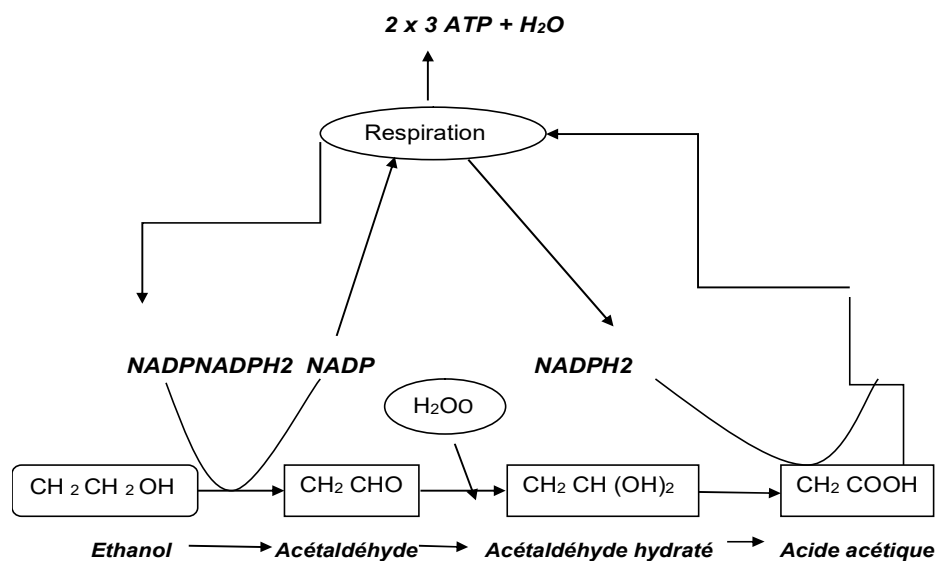 2 x 3 ATP + H₂O
Respiration
NADPNADPH2 NADP NADPH2
H₂Oo
CH ₂ CH ₂ OH CH₂ CHO CH₂ CH (OH)₂ CH₂ COOH
Ethanol Acétaldéhyde Acétaldéhyde hydraté Acide acétique